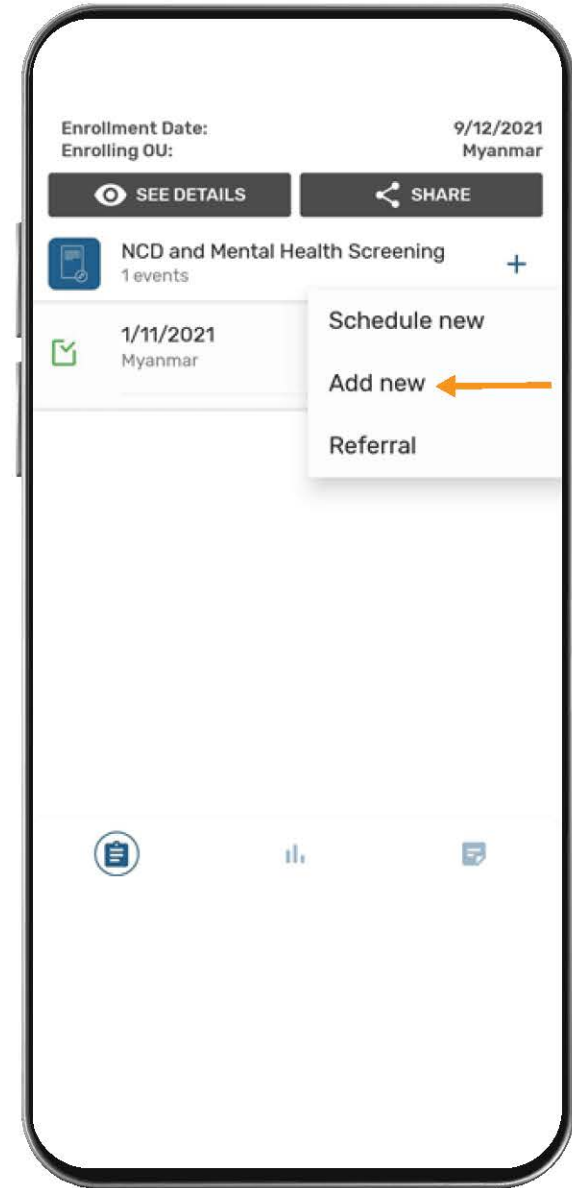 Enrollment Date: 9/12/2021
Enrolling OU: Myanmar
SEE DETAILS SHARE
NCD and Mental Health Screening
1 events
+
1/11/2021
Myanmar
Schedule new
Add new
Referral